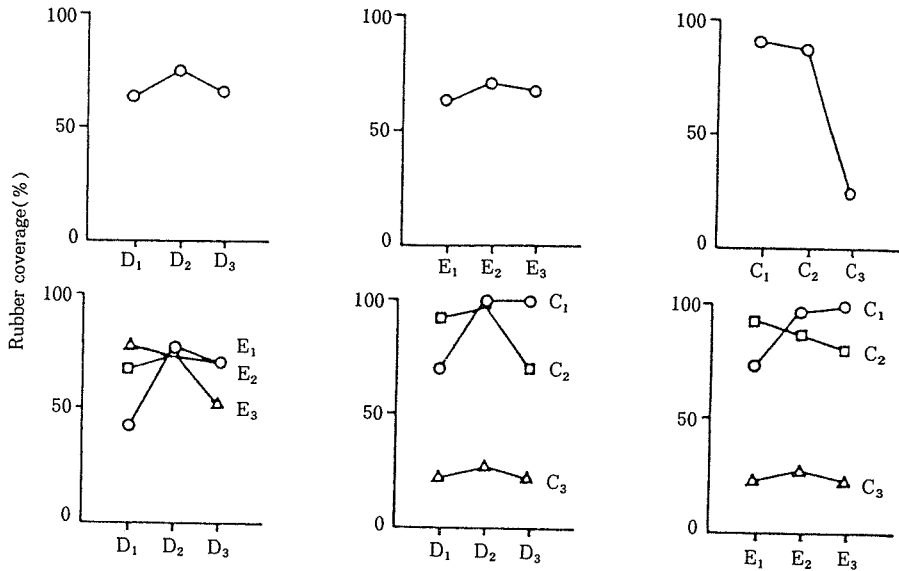 Rubber coverage(%)
100
50
0
D₁ D₂ D₃
100
50
0
E₁ E₂ E₃
100
50
0
C₁ C₂ C₃
100
50
0
E₁
E₂
E₃
D₁ D₂ D₃
100
50
0
C₁
C₂
C₃
D₁ D₂ D₃
100
50
0
C₁
C₂
C₃
E₁ E₂ E₃